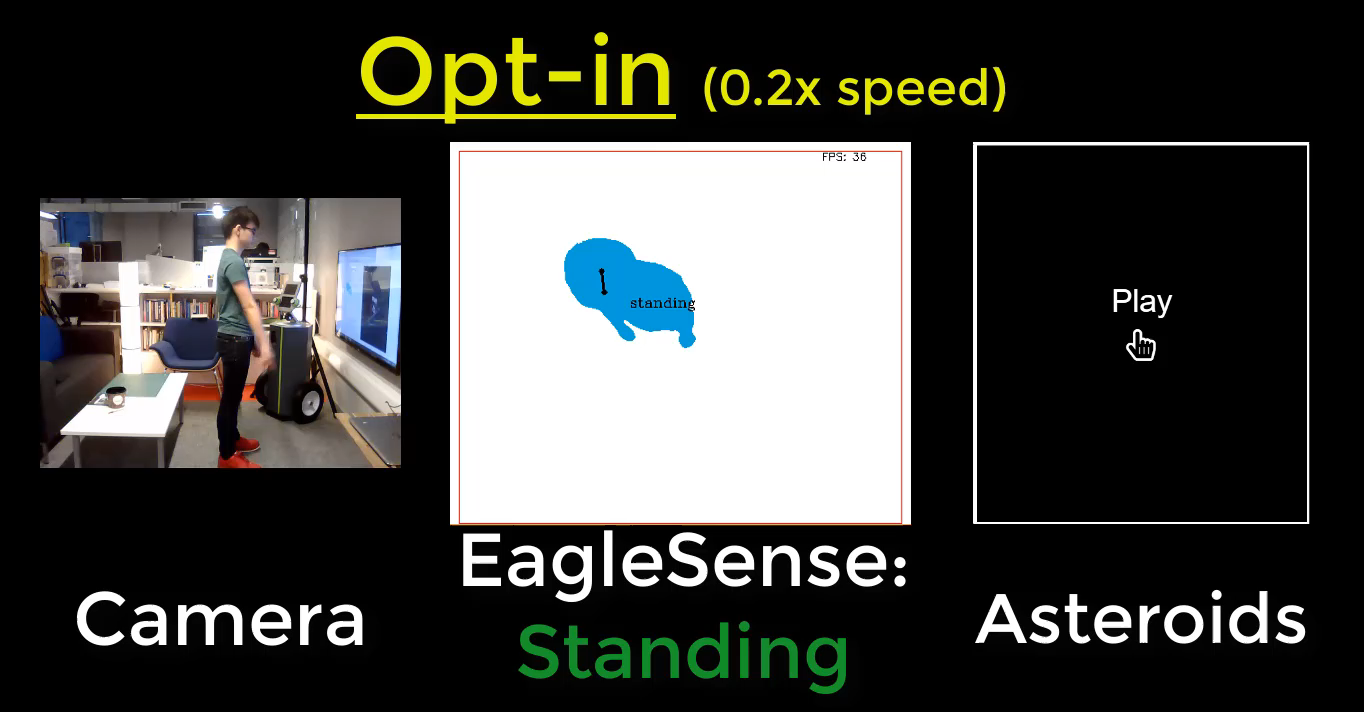 Opt-in (0.2x speed)
FPS: 36
standing
Play
Camera
EagleSense:
Standing
Asteroids